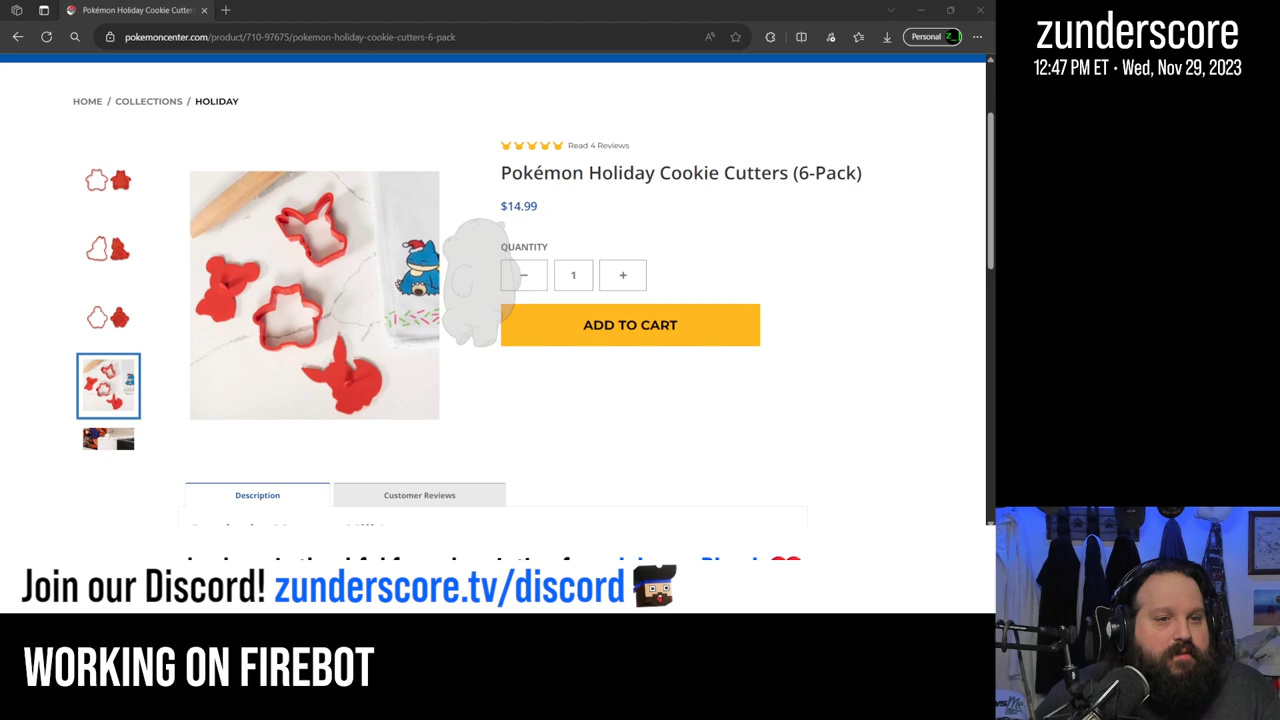 Pokémon Holiday Cookie Cutters
pokemoncenter.com/product/710-97675/pokemon-holiday-cookie-cutters-6-pack
Personal
zunderscore
12:47 PM ET • Wed, Nov 29, 2023
HOME / COLLECTIONS / HOLIDAY
Read 4 Reviews
Pokémon Holiday Cookie Cutters (6-Pack)
$14.99
QUANTITY
− 1 +
ADD TO CART
Description
Customer Reviews
Join our Discord! zunderscore.tv/discord
WORKING ON FIREBOT